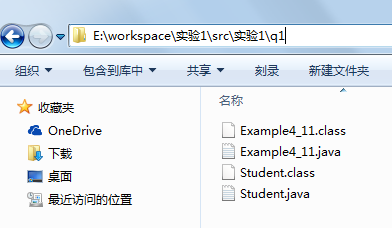 E:\workspace\实验1\src\实验1\q1
组织 包含到库中 共享 刻录 新建文件夹
收藏夹
OneDrive
下载
桌面
最近访问的位置
名称
Example4_11.class
Example4_11.java
Student.class
Student.java